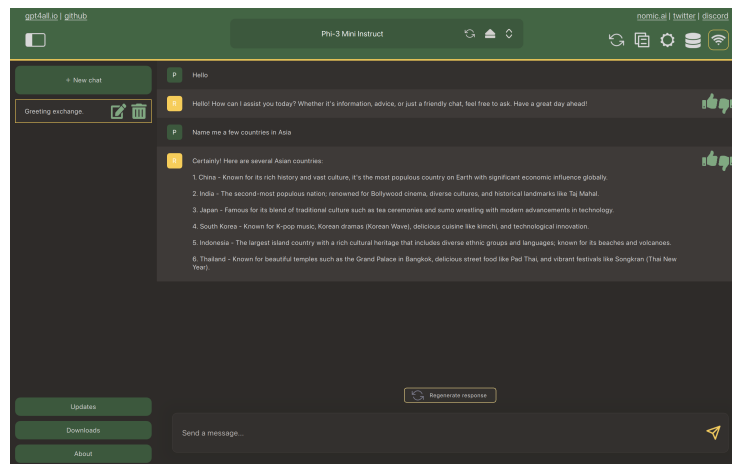 gpt4all.io | github
nomic.ai | twitter | discord
Phi-3 Mini Instruct
+ New chat
Greeting exchange.
P Hello
R Hello! How can I assist you today? Whether it's information, advice, or just a friendly chat, feel free to ask. Have a great day ahead!
P Name me a few countries in Asia
R Certainly! Here are several Asian countries:
1. China - Known for its rich history and vast culture, it's the most populous country on Earth with significant economic influence globally.
2. India - The second-most populous nation; renowned for Bollywood cinema, diverse cultures, and historical landmarks like Taj Mahal.
3. Japan - Famous for its blend of traditional culture such as tea ceremonies and sumo wrestling with modern advancements in technology.
4. South Korea - Known for K-pop music, Korean dramas (Korean Wave), delicious cuisine like kimchi, and technological innovation.
5. Indonesia - The largest island country with a rich cultural heritage that includes diverse ethnic groups and languages; known for its beaches and volcanoes.
6. Thailand - Known for beautiful temples such as the Grand Palace in Bangkok, delicious street food like Pad Thai, and vibrant festivals like Songkran (Thai New
Year).
Regenerate response
Updates
Downloads
About
Send a message...